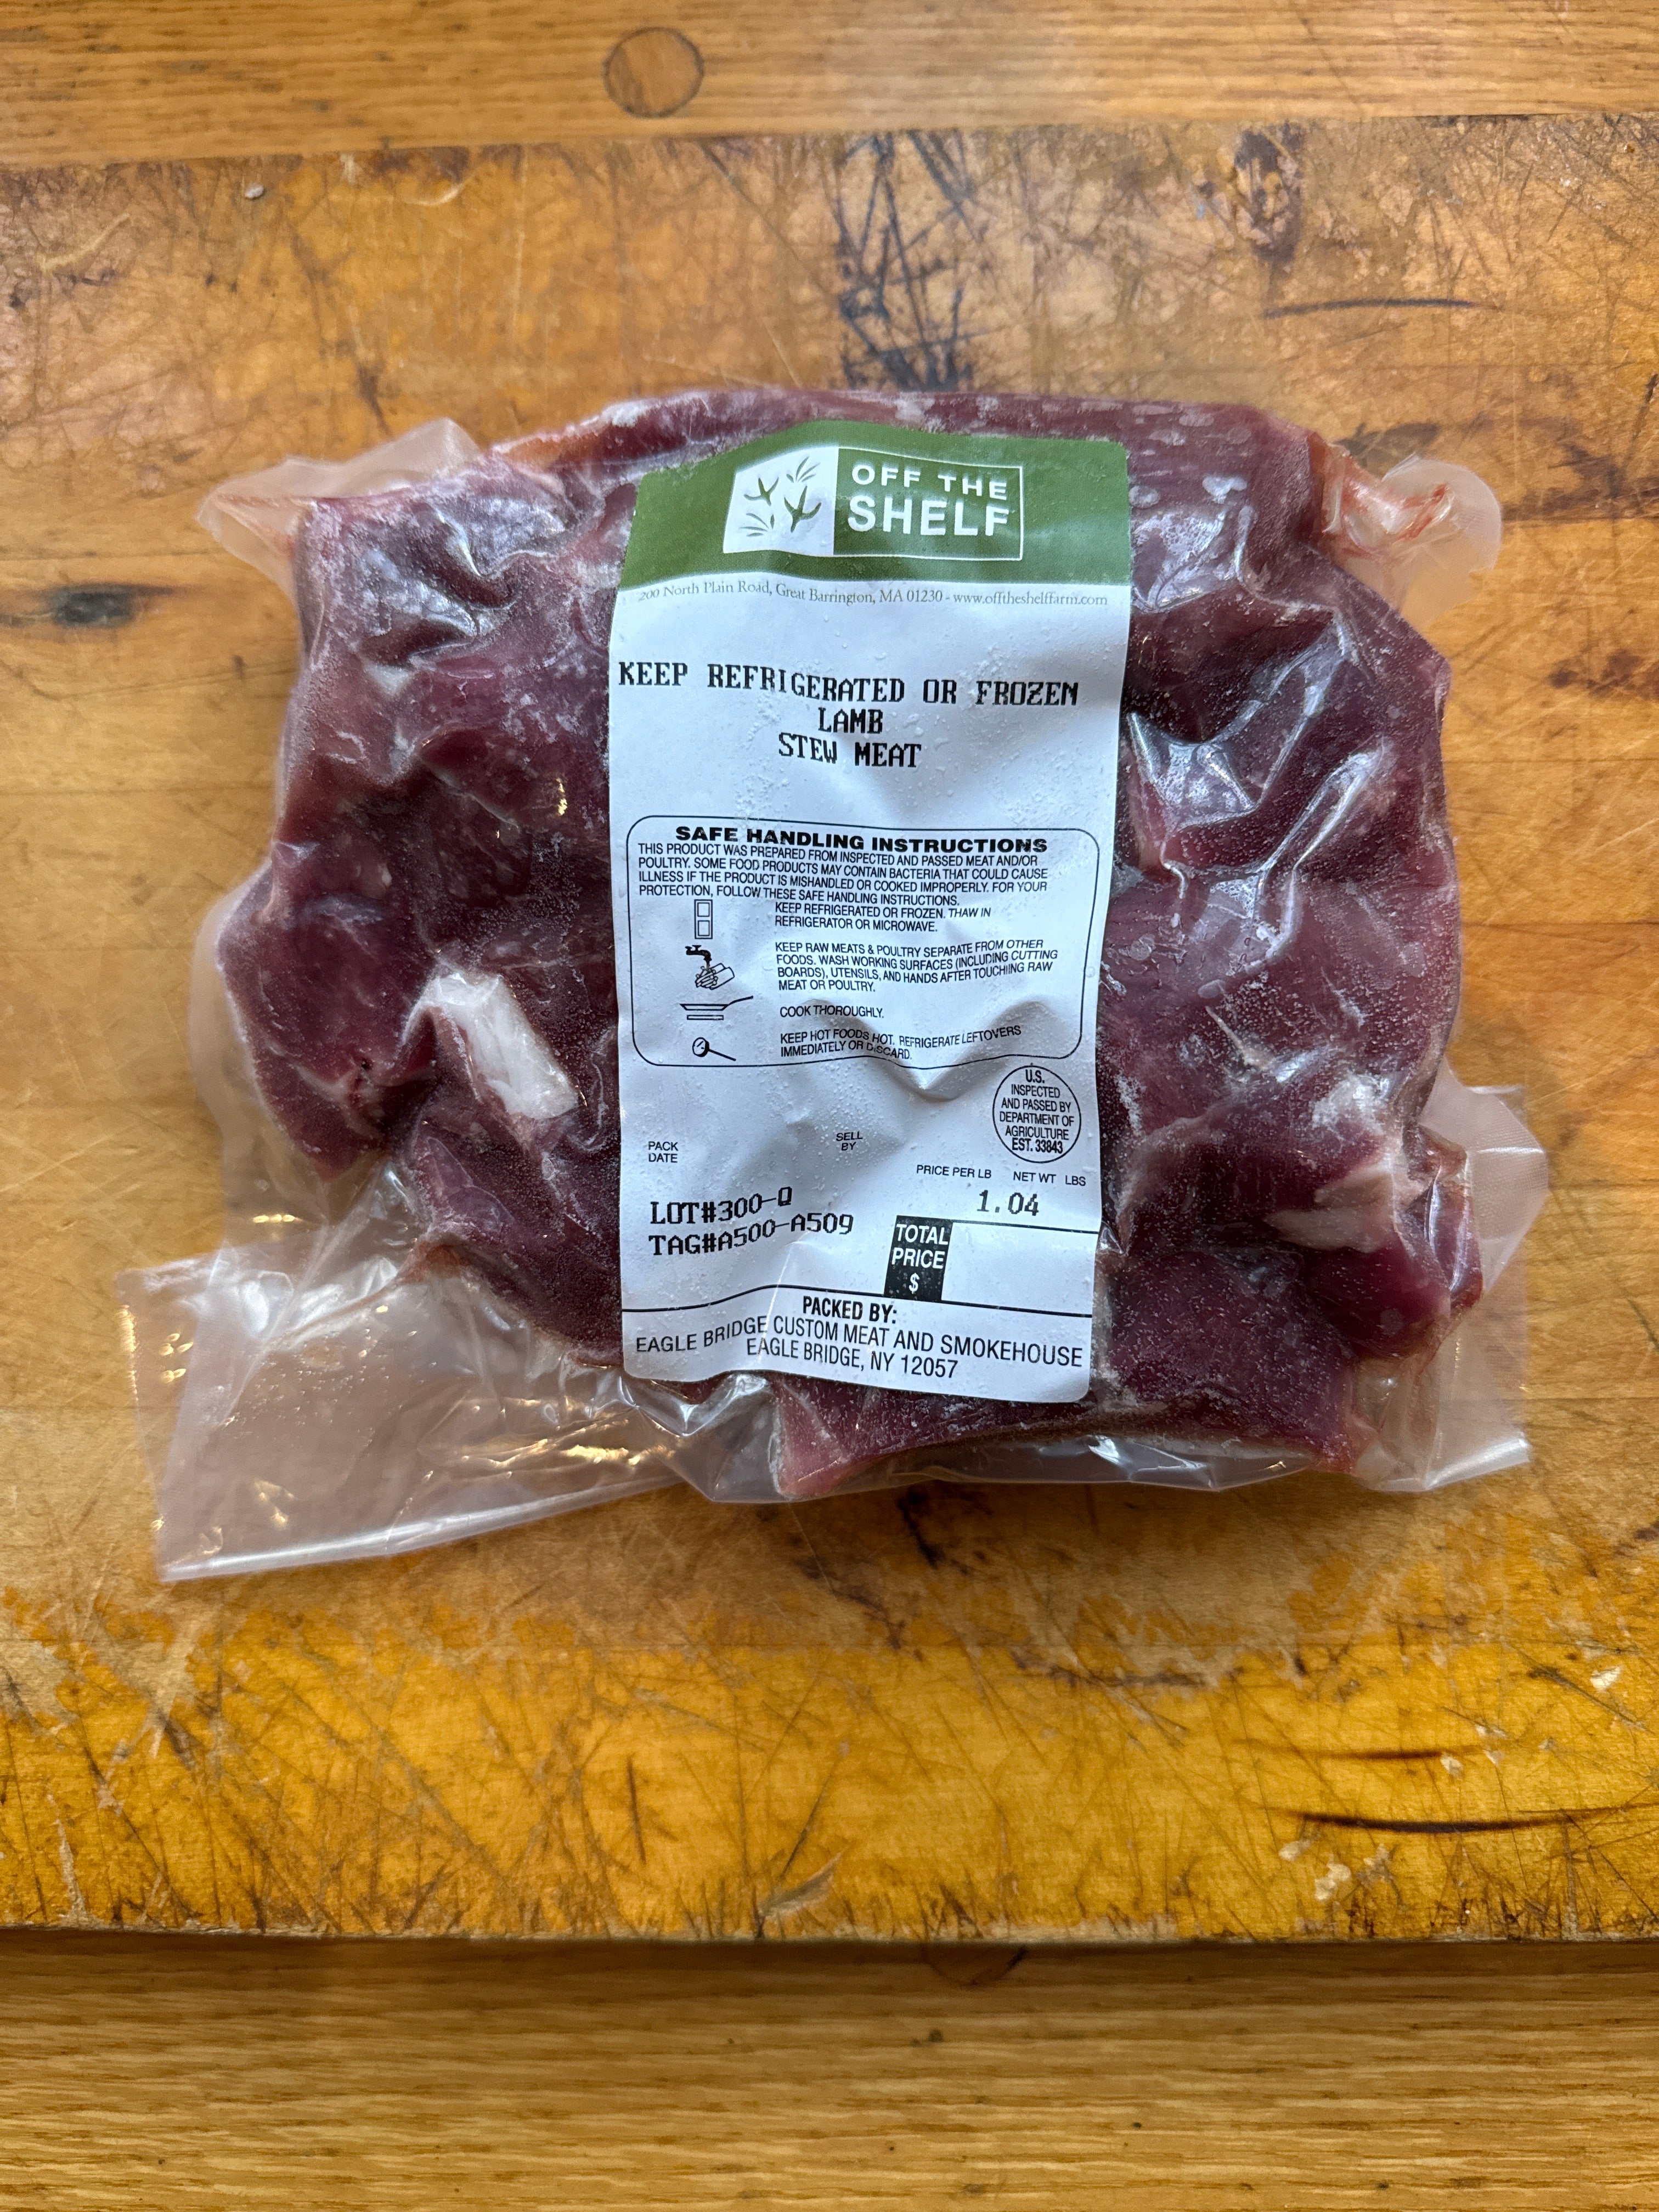 OFF THE
SHELF
200 North Plain Road, Great Barrington, MA 01230 - www.offtheshelffarm.com
KEEP REFRIGERATED OR FROZEN
LAMB
STEW MEAT
SAFE HANDLING INSTRUCTIONS
THIS PRODUCT WAS PREPARED FROM INSPECTED AND PASSED MEAT AND/OR
POULTRY. SOME FOOD PRODUCTS MAY CONTAIN BACTERIA THAT COULD CAUSE
ILLNESS IF THE PRODUCT IS MISHANDLED OR COOKED IMPROPERLY. FOR YOUR
PROTECTION, FOLLOW THESE SAFE HANDLING INSTRUCTIONS.
KEEP REFRIGERATED OR FROZEN. THAW IN
REFRIGERATOR OR MICROWAVE.
KEEP RAW MEATS & POULTRY SEPARATE FROM OTHER
FOODS. WASH WORKING SURFACES (INCLUDING CUTTING
BOARDS), UTENSILS, AND HANDS AFTER TOUCHING RAW
MEAT OR POULTRY.
COOK THOROUGHLY.
KEEP HOT FOODS HOT. REFRIGERATE LEFTOVERS
IMMEDIATELY OR DISCARD.
U.S.
INSPECTED
AND PASSED BY
DEPARTMENT OF
AGRICULTURE
EST. 33843
PACK
DATE
SELL
BY
PRICE PER LB NET WT LBS
1.04
LOT#300-Q
TAG#A500-A509
TOTAL
PRICE
$
PACKED BY:
EAGLE BRIDGE CUSTOM MEAT AND SMOKEHOUSE
EAGLE BRIDGE, NY 12057